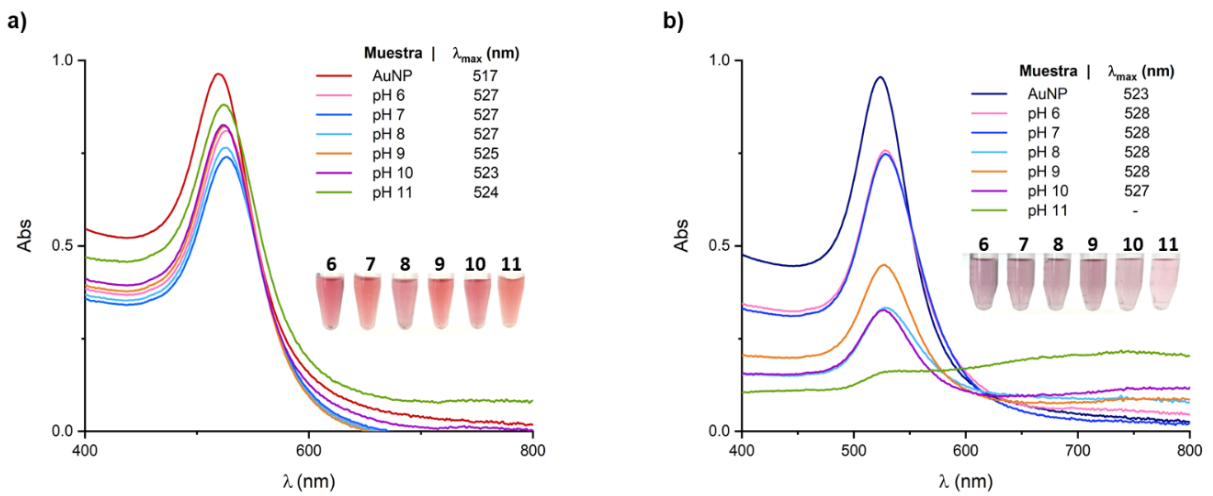 a)
Muestra | λmax (nm)
AuNP 517
pH 6 527
pH 7 527
pH 8 527
pH 9 525
pH 10 523
pH 11 524
6 7 8 9 10 11
1.0
0.5
0.0
Abs
400 600 800
λ (nm)
b)
Muestra | λmax (nm)
AuNP 523
pH 6 528
pH 7 528
pH 8 528
pH 9 528
pH 10 527
pH 11 -
6 7 8 9 10 11
1.0
0.5
0.0
Abs
400 500 600 700 800
λ (nm)